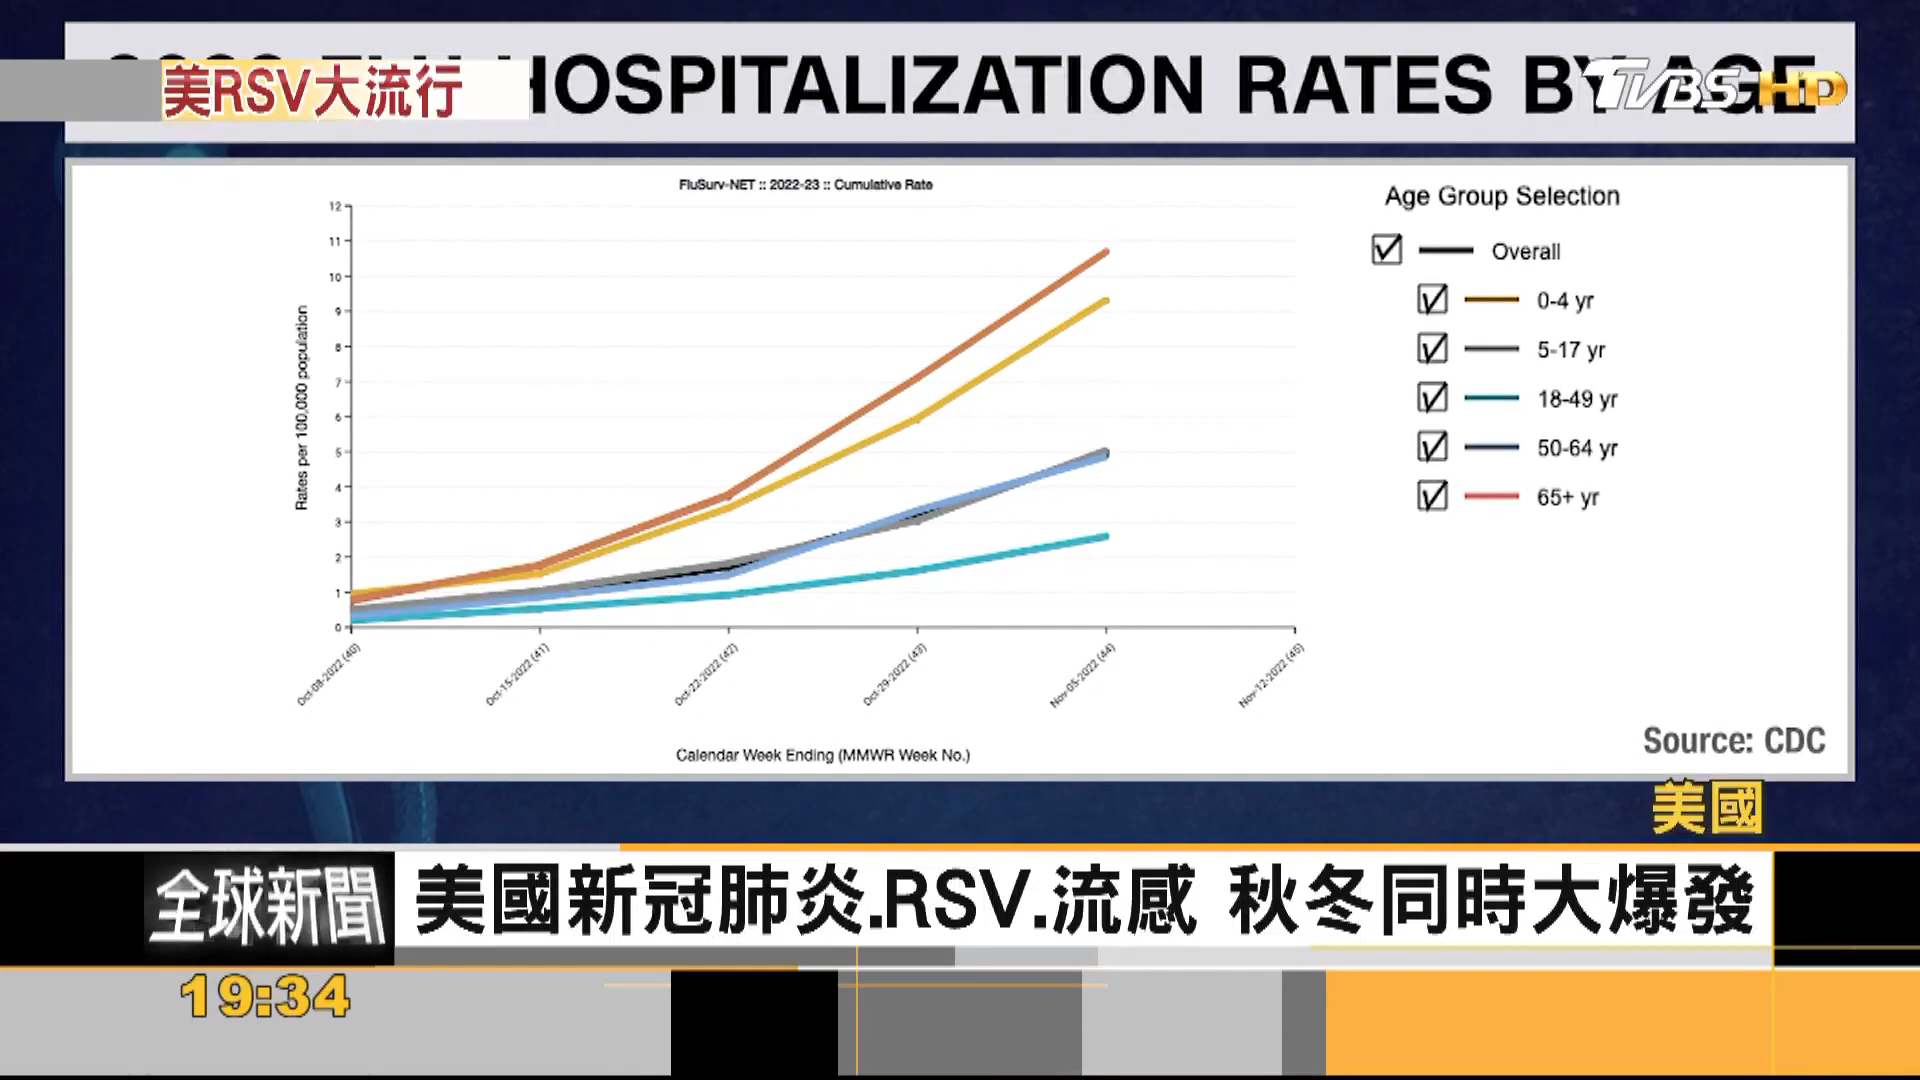 HOSPITALIZATION RATES BY AGE
美RSV大流行
TVBS HD
FluSurv-NET :: 2022-23 :: Cumulative Rate
Age Group Selection
Overall
0-4 yr
5-17 yr
18-49 yr
50-64 yr
65+ yr
Rates per 100,000 population
12
11
10
9
8
7
6
5
4
3
2
1
0
Oct-08-2022 (40)
Oct-15-2022 (41)
Oct-22-2022 (42)
Oct-29-2022 (43)
Nov-05-2022 (44)
Nov-12-2022 (45)
Calendar Week Ending (MMWR Week No.)
Source: CDC
美國
全球新聞
美國新冠肺炎.RSV.流感 秋冬同時大爆發
19:34